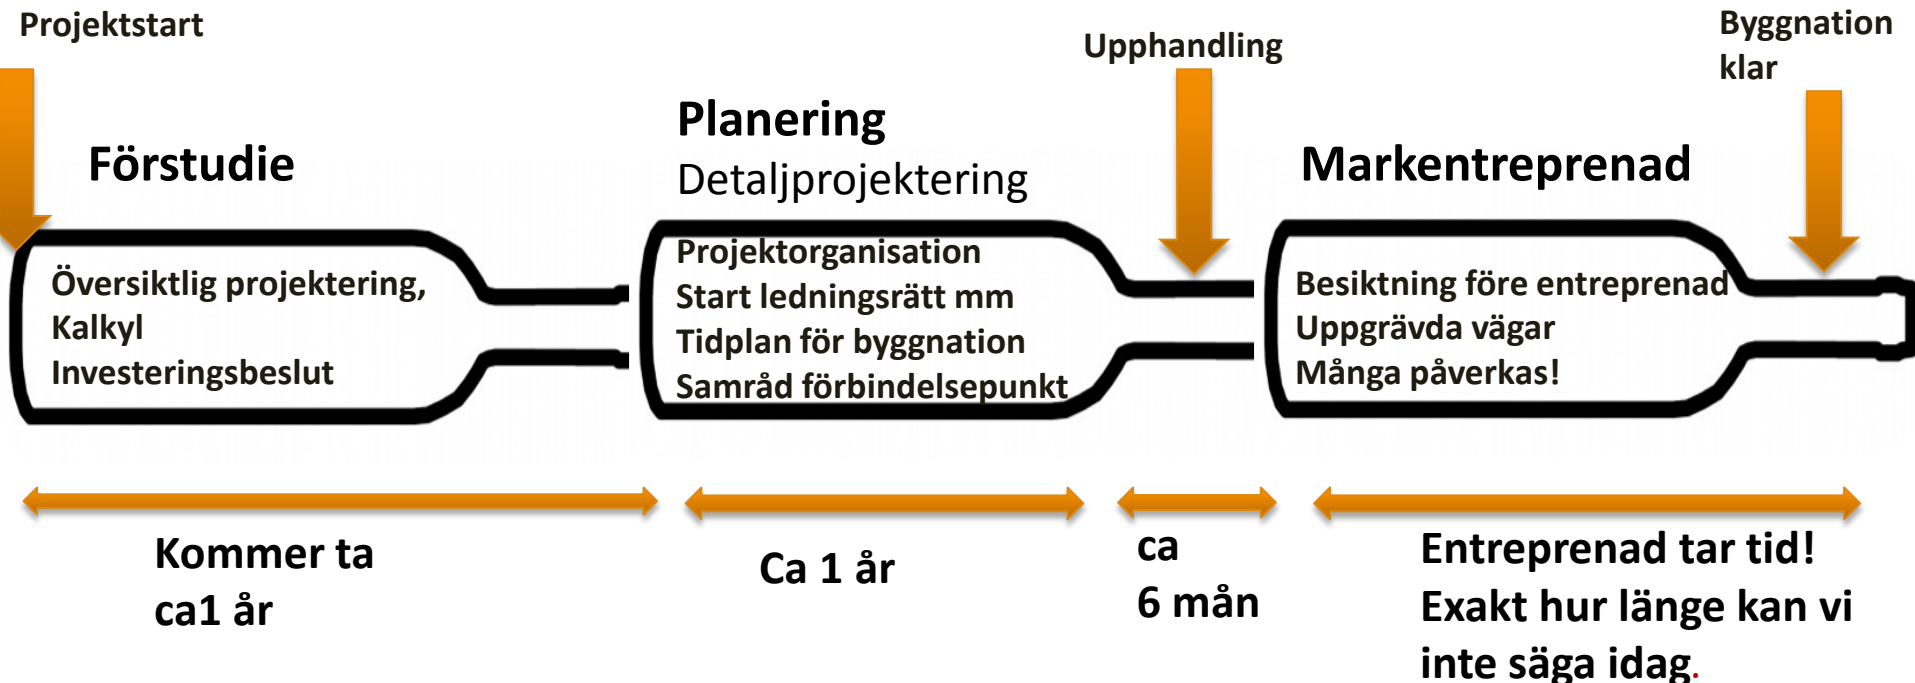 Projektstart
Upphandling
Byggnation
klar
Förstudie
Planering
Detaljprojektering
Markentreprenad
Översiktlig projektering,
Kalkyl
Investeringsbeslut
Projektorganisation
Start ledningsrätt mm
Tidplan för byggnation
Samråd förbindelsepunkt
Besiktning före entreprenad
Uppgrävda vägar
Många påverkas!
Kommer ta
ca1 år
Ca 1 år
ca
6 mån
Entreprenad tar tid!
Exakt hur länge kan vi
inte säga idag.